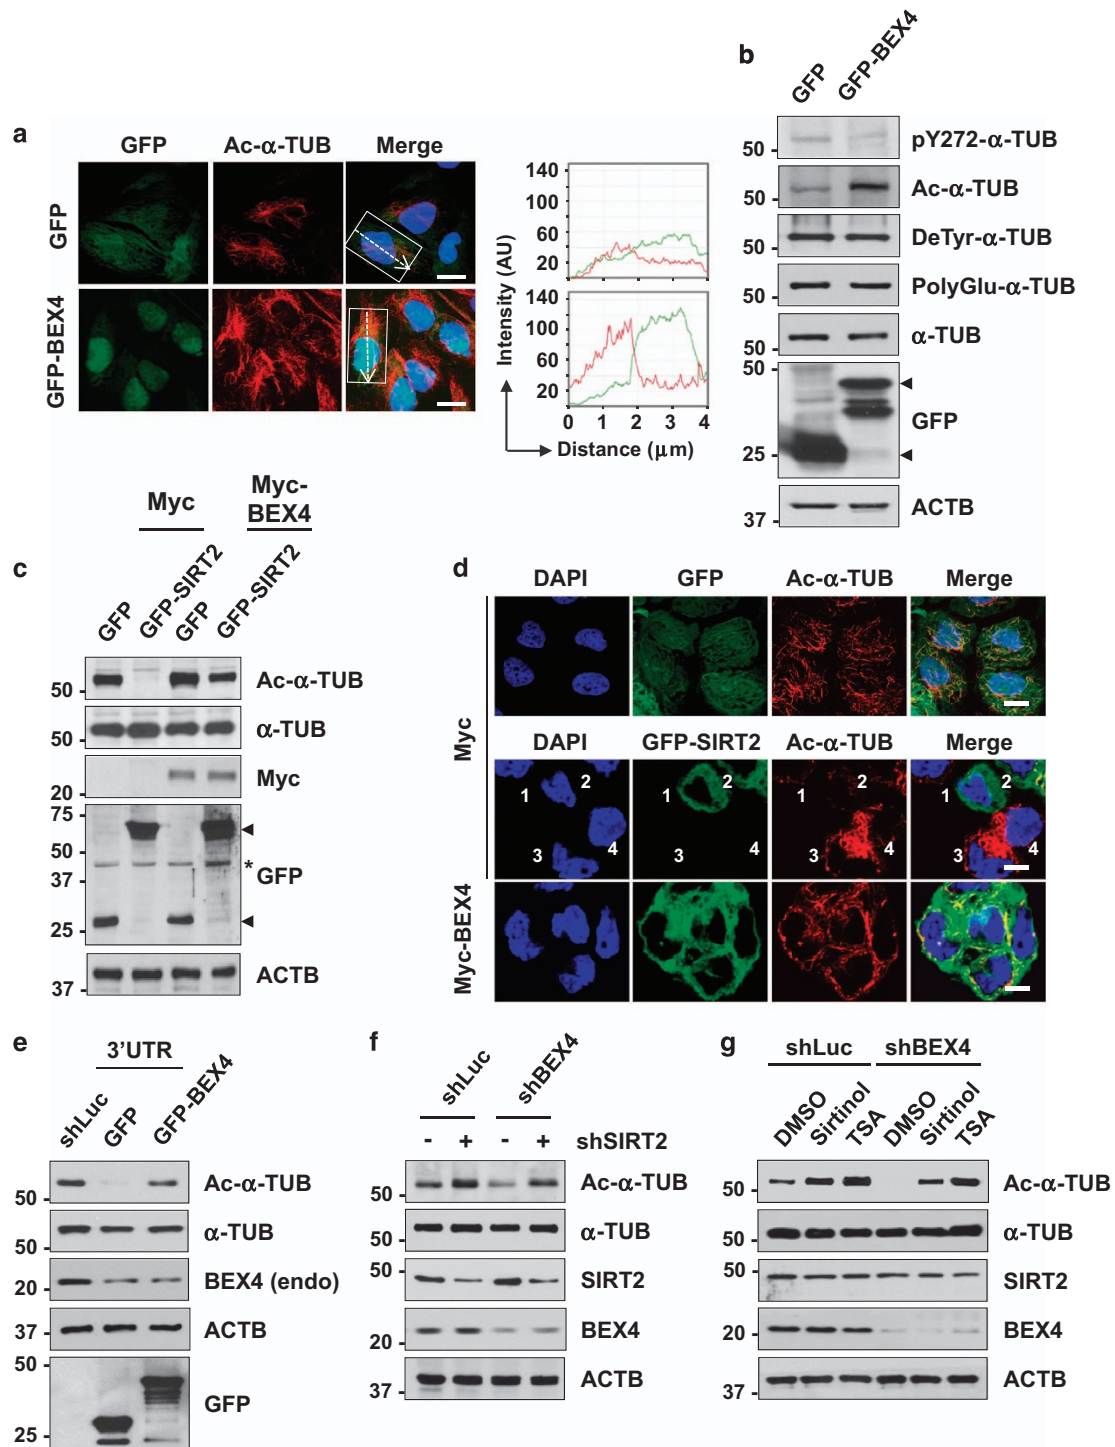 a
GFP
Ac-α-TUB
Merge
GFP
GFP-BEX4
Intensity (AU)
140
100
60
20
140
100
60
20
0 1 2 3 4
Distance (μm)
b
GFP
GFP-BEX4
50
pY272-α-TUB
50
Ac-α-TUB
50
DeTyr-α-TUB
50
PolyGlu-α-TUB
50
α-TUB
50
25
GFP
37
ACTB
c
Myc
Myc-
BEX4
GFP
GFP-SIRT2
GFP
GFP-SIRT2
50
Ac-α-TUB
50
α-TUB
20
Myc
75
50
37
25
*
GFP
37
ACTB
d
DAPI
GFP
Ac-α-TUB
Merge
Myc
DAPI
GFP-SIRT2
Ac-α-TUB
Merge
1 2 3 4
1 2 3 4
1 2 3 4
1 2 3 4
Myc-BEX4
e
3'UTR
shLuc
GFP
GFP-BEX4
50
Ac-α-TUB
50
α-TUB
20
BEX4 (endo)
37
ACTB
50
25
GFP
f
shLuc
shBEX4
- + - + shSIRT2
50
Ac-α-TUB
50
α-TUB
50
SIRT2
20
BEX4
37
ACTB
g
shLuc
shBEX4
DMSO
Sirtinol
TSA
DMSO
Sirtinol
TSA
50
Ac-α-TUB
50
α-TUB
50
SIRT2
20
BEX4
37
ACTB